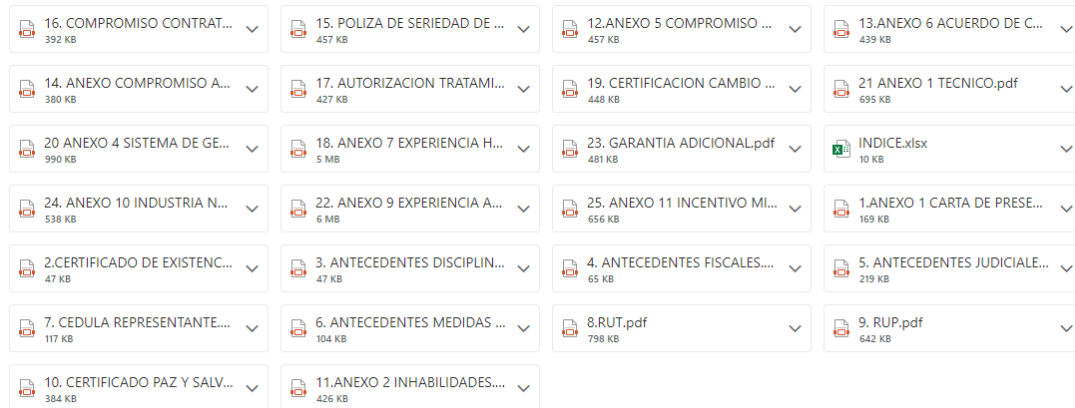 16. COMPROMISO CONTRAT...
392 KB
15. POLIZA DE SERIEDAD DE ...
457 KB
12.ANEXO 5 COMPROMISO ...
457 KB
13.ANEXO 6 ACUERDO DE C...
439 KB
14. ANEXO COMPROMISO A...
380 KB
17. AUTORIZACION TRATAMI...
427 KB
19. CERTIFICACION CAMBIO ...
448 KB
21 ANEXO 1 TECNICO.pdf
695 KB
20 ANEXO 4 SISTEMA DE GE...
990 KB
18. ANEXO 7 EXPERIENCIA H...
5 MB
23. GARANTIA ADICIONAL.pdf
481 KB
INDICE.xlsx
10 KB
24. ANEXO 10 INDUSTRIA N...
538 KB
22. ANEXO 9 EXPERIENCIA A...
6 MB
25. ANEXO 11 INCENTIVO MI...
656 KB
1.ANEXO 1 CARTA DE PRESE...
169 KB
2.CERTIFICADO DE EXISTENC...
47 KB
3. ANTECEDENTES DISCIPLIN...
47 KB
4. ANTECEDENTES FISCALES....
65 KB
5. ANTECEDENTES JUDICIALE...
219 KB
7. CEDULA REPRESENTANTE....
117 KB
6. ANTECEDENTES MEDIDAS ...
104 KB
8.RUT.pdf
798 KB
9. RUP.pdf
642 KB
10. CERTIFICADO PAZ Y SALV...
384 KB
11.ANEXO 2 INHABILIDADES....
426 KB